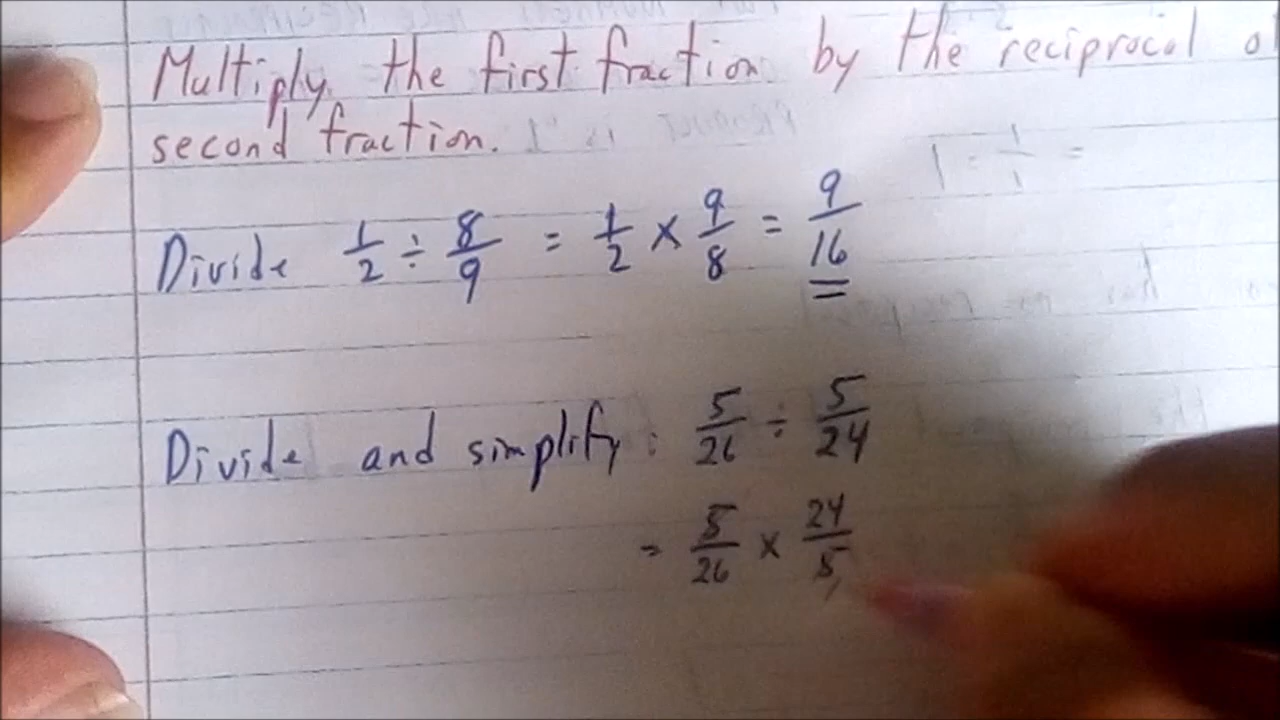 Multiply the first fraction by the reciprocal
second fraction.
Divide 1/2 ÷ 8/9 = 1/2 × 9/8 = 9/16
Divide and simplify: 5/26 ÷ 5/24
= 5/26 × 24/5